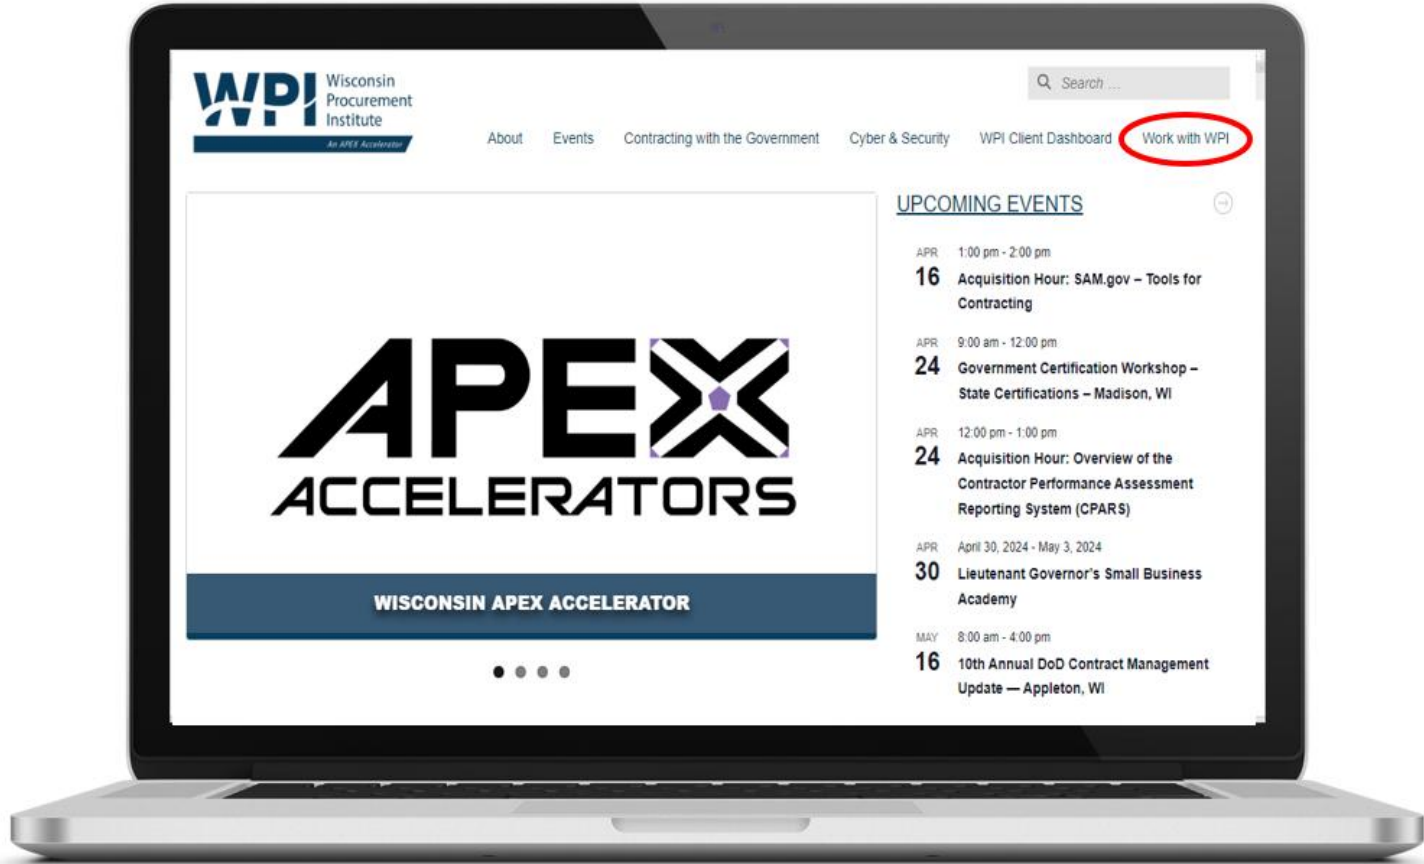 WPI
Wisconsin
Procurement
Institute
An APEX Accelerator
Search ...
About Events Contracting with the Government Cyber & Security WPI Client Dashboard Work with WPI
APEX
ACCELERATORS
WISCONSIN APEX ACCELERATOR
UPCOMING EVENTS
APR 1:00 pm - 2:00 pm
16 Acquisition Hour: SAM.gov – Tools for
Contracting
APR 9:00 am - 12:00 pm
24 Government Certification Workshop –
State Certifications – Madison, WI
APR 12:00 pm - 1:00 pm
24 Acquisition Hour: Overview of the
Contractor Performance Assessment
Reporting System (CPARS)
APR April 30, 2024 - May 3, 2024
30 Lieutenant Governor's Small Business
Academy
MAY 8:00 am - 4:00 pm
16 10th Annual DoD Contract Management
Update — Appleton, WI